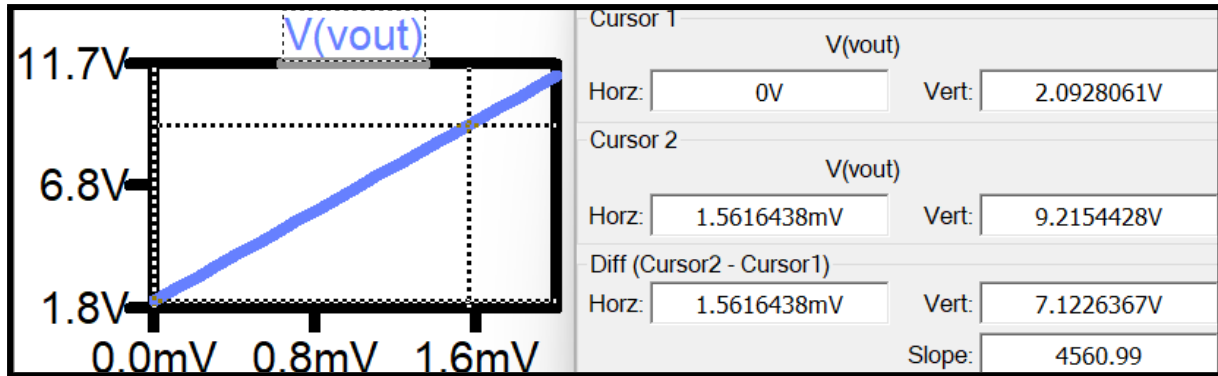 V(vout)
11.7V
6.8V
1.8V
0.0mV 0.8mV 1.6mV
Cursor 1
V(vout)
Horz: 0V Vert: 2.0928061V
Cursor 2
V(vout)
Horz: 1.5616438mV Vert: 9.2154428V
Diff (Cursor2 - Cursor1)
Horz: 1.5616438mV Vert: 7.1226367V
Slope: 4560.99